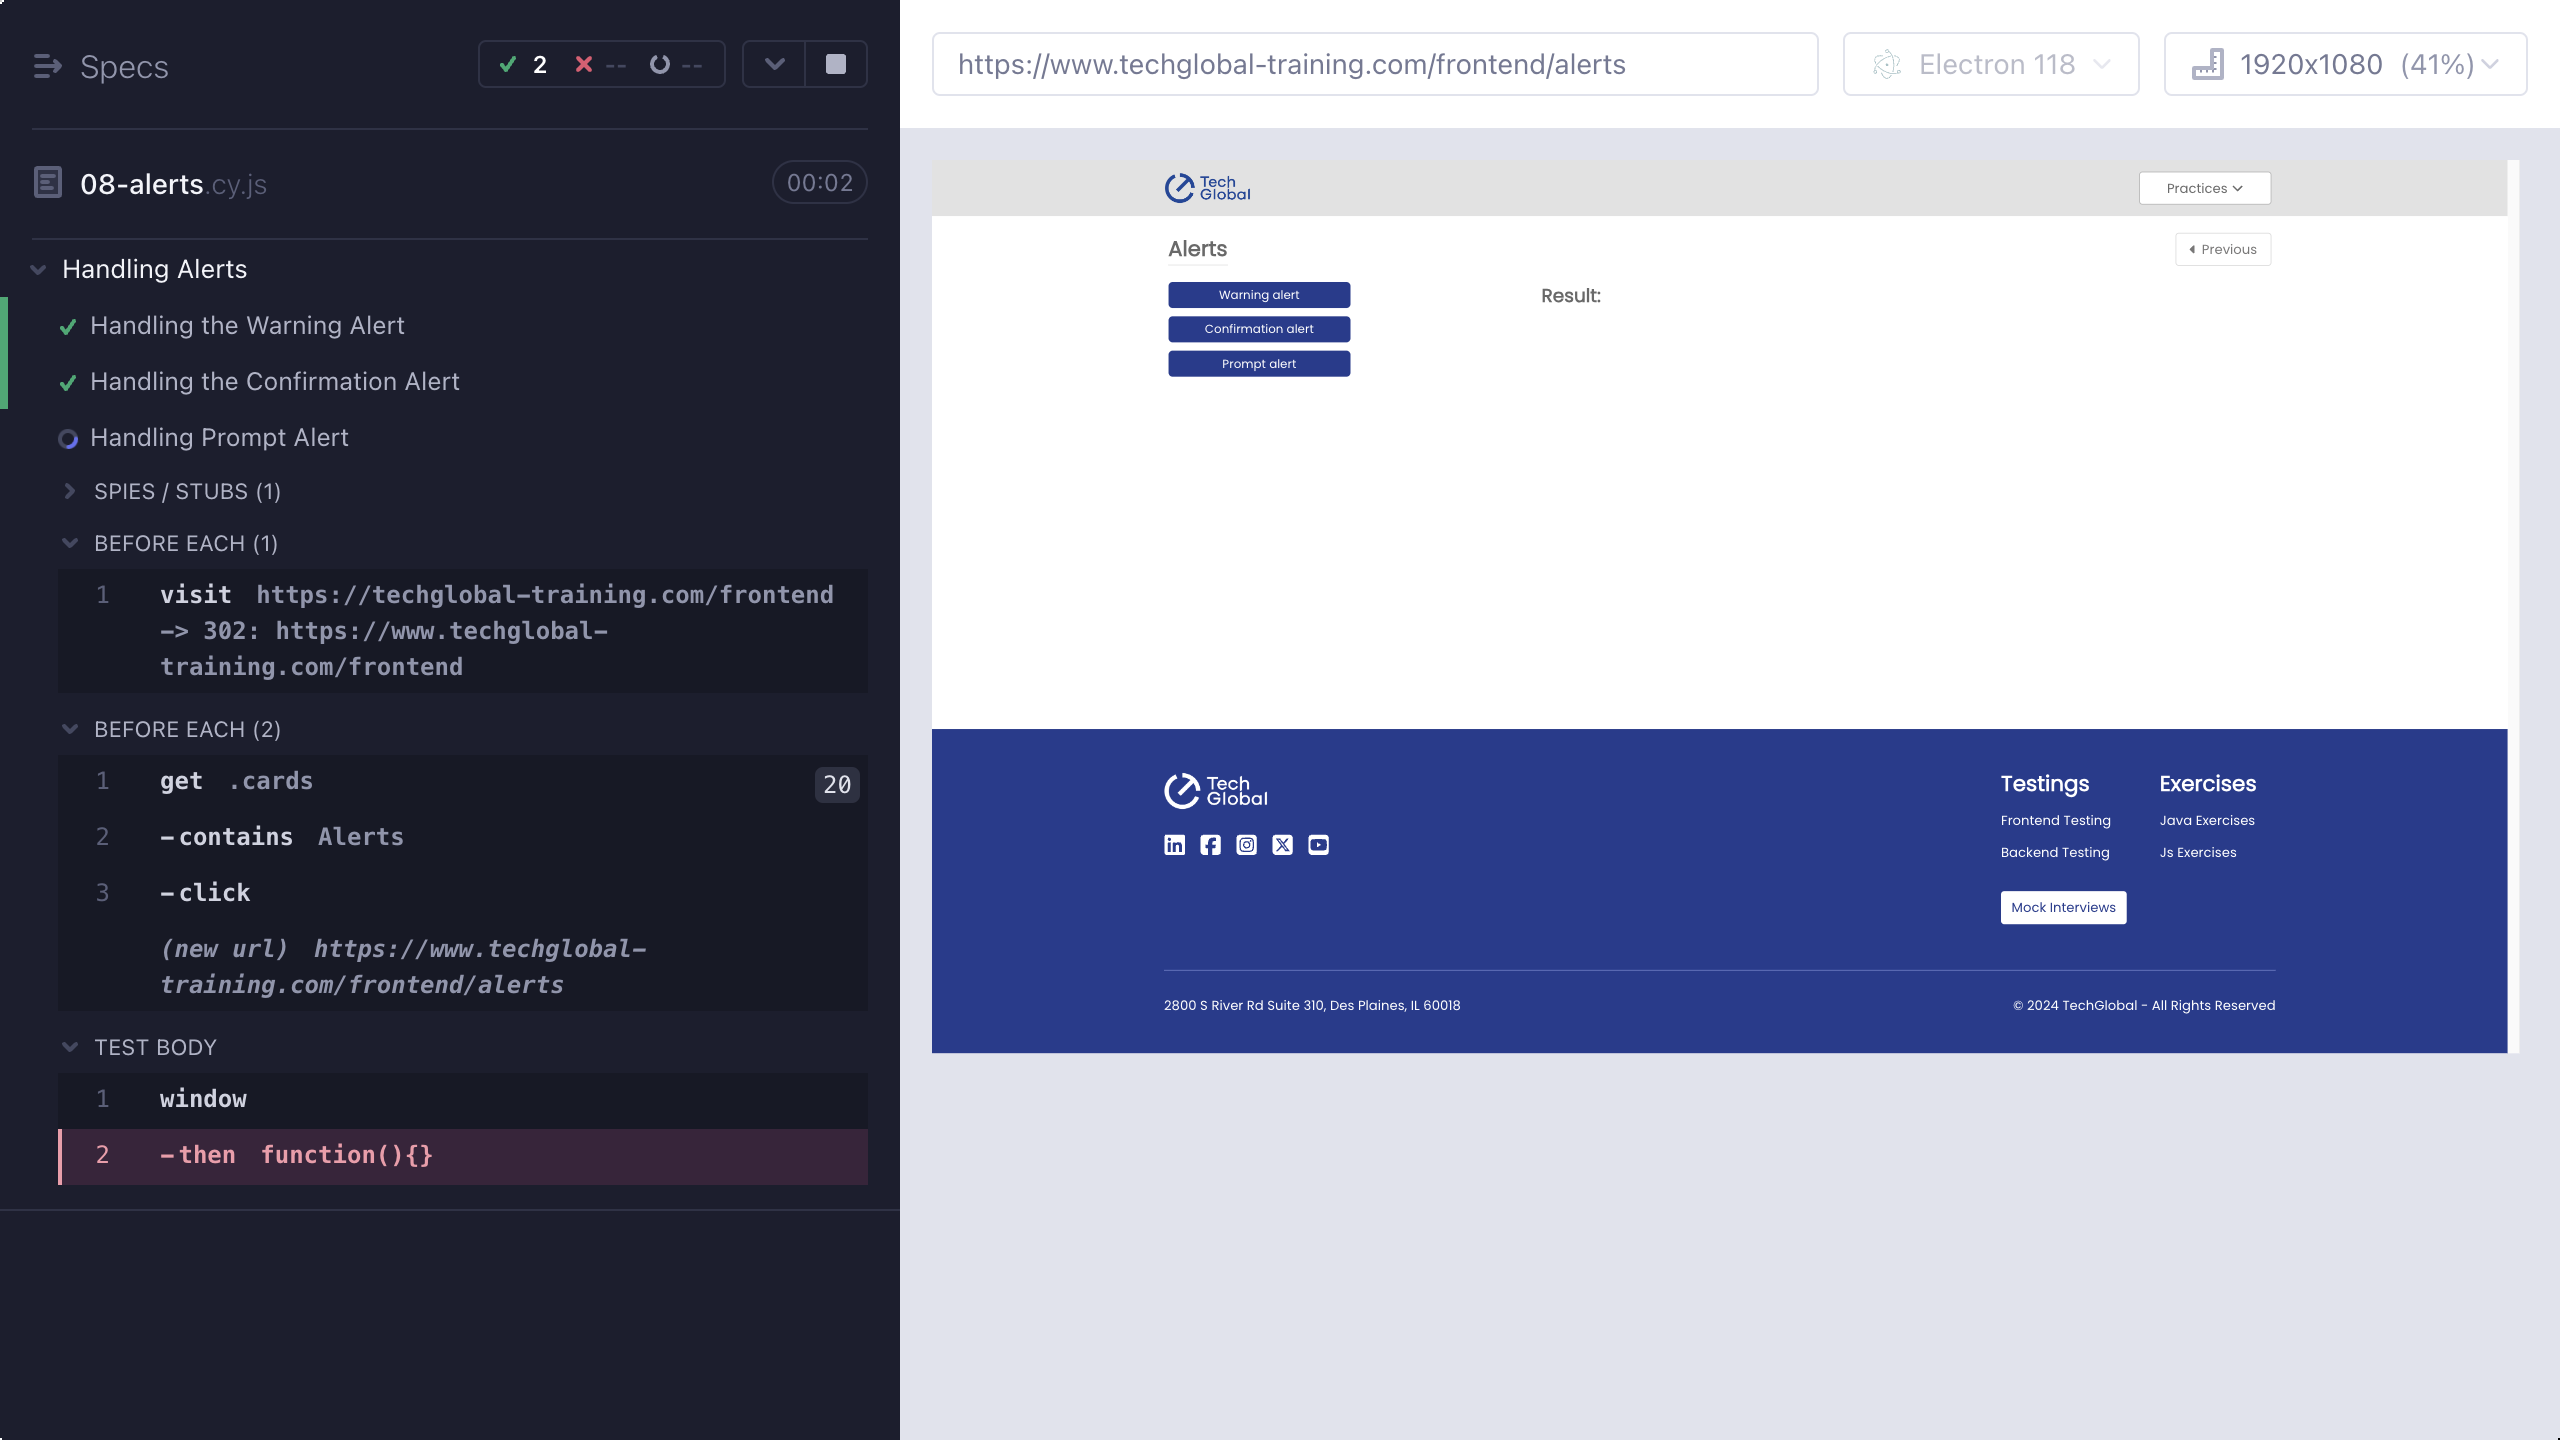 Specs
2 -- --
08-alerts.cy.js
00:02
Handling Alerts
Handling the Warning Alert
Handling the Confirmation Alert
Handling Prompt Alert
SPIES / STUBS (1)
BEFORE EACH (1)
1 visit https://techglobal-training.com/frontend
-> 302: https://www.techglobal-
training.com/frontend
BEFORE EACH (2)
1 get .cards 20
2 -contains Alerts
3 -click
(new url) https://www.techglobal-
training.com/frontend/alerts
TEST BODY
1 window
2 -then function(){}
https://www.techglobal-training.com/frontend/alerts
Electron 118
1920x1080 (41%)
Tech
Global
Practices
Alerts
Previous
Warning alert
Result:
Confirmation alert
Prompt alert
Tech
Global
Testings
Frontend Testing
Backend Testing
Mock Interviews
Exercises
Java Exercises
Js Exercises
2800 S River Rd Suite 310, Des Plaines, IL 60018
© 2024 TechGlobal - All Rights Reserved